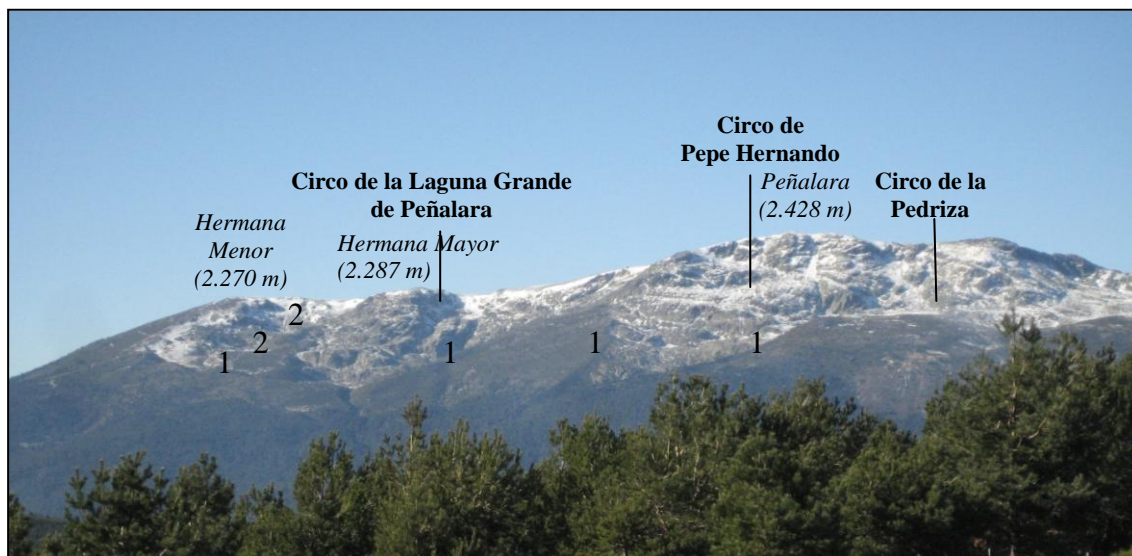 Circo de
Pepe Hernando
Circo de la Laguna Grande
de Peñalara
Peñalara
(2.428 m)
Circo de la
Pedriza
Hermana
Menor
(2.270 m)
Hermana Mayor
(2.287 m)
2
2
1
1
1
1